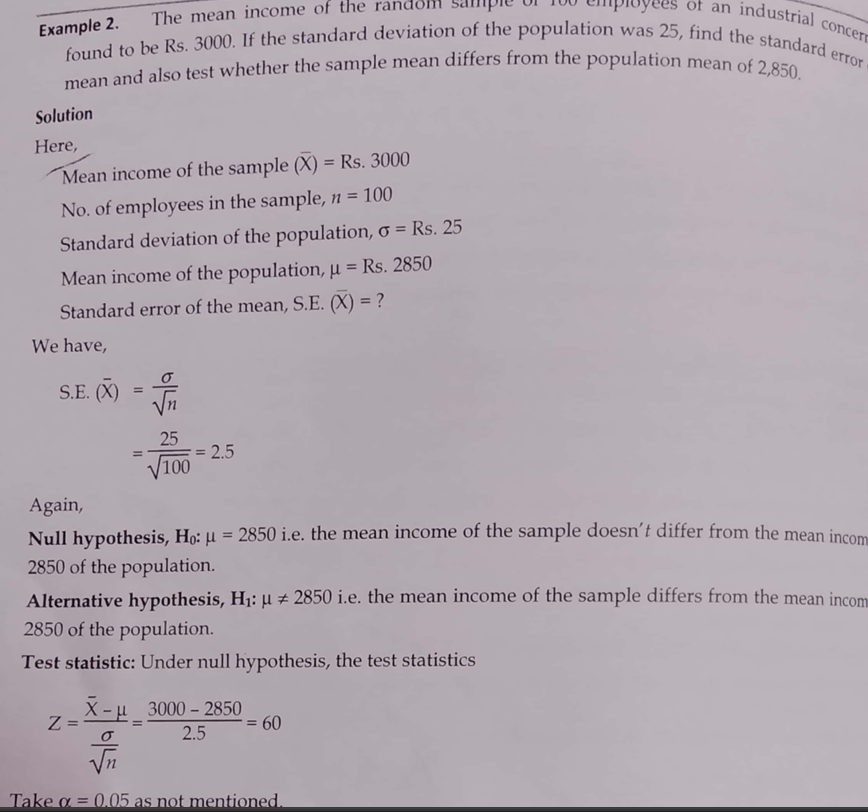 Example 2. The mean income of the random sample of 100 employees of an industrial concern
found to be Rs. 3000. If the standard deviation of the population was 25, find the standard error
mean and also test whether the sample mean differs from the population mean of 2,850.
Solution
Here,
Mean income of the sample (X̄) = Rs. 3000
No. of employees in the sample, n = 100
Standard deviation of the population, σ = Rs. 25
Mean income of the population, μ = Rs. 2850
Standard error of the mean, S.E. (X̄) = ?
We have,
S.E. (X̄) = σ/√n
= 25/√100 = 2.5
Again,
Null hypothesis, H₀: μ = 2850 i.e. the mean income of the sample doesn't differ from the mean incom
2850 of the population.
Alternative hypothesis, H₁: μ ≠ 2850 i.e. the mean income of the sample differs from the mean incom
2850 of the population.
Test statistic: Under null hypothesis, the test statistics
Z = (X̄ – μ)/(σ/√n) = (3000 – 2850)/2.5 = 60
Take α = 0.05 as not mentioned.